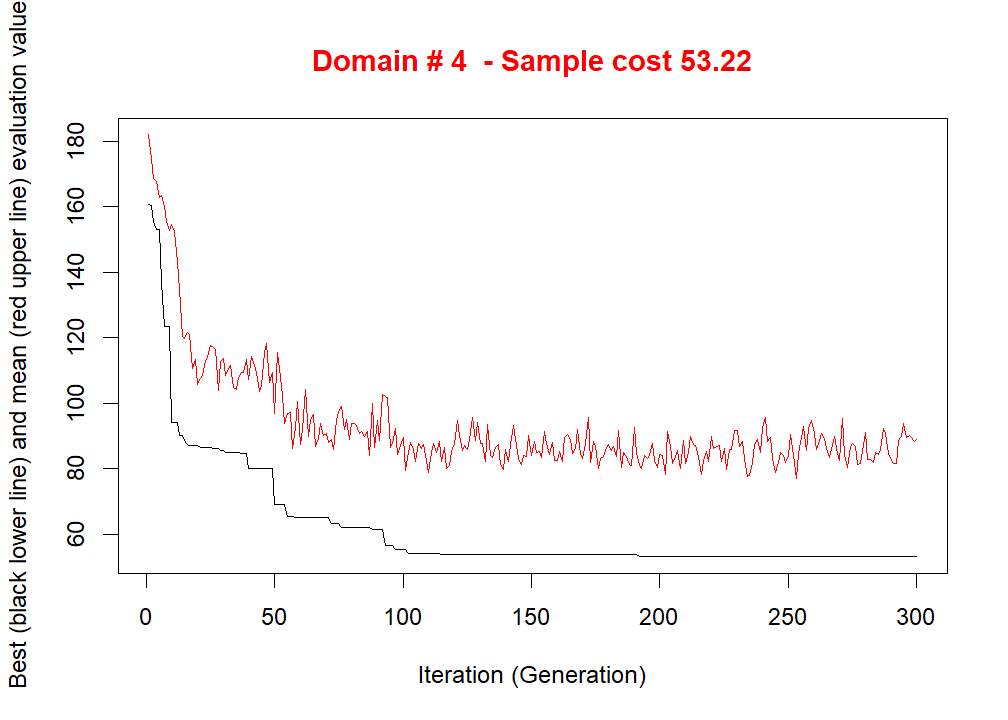 Domain # 4  - Sample cost 53.22
Best (black lower line) and mean (red upper line) evaluation value
180
160
140
120
100
80
60
0 50 100 150 200 250 300
Iteration (Generation)